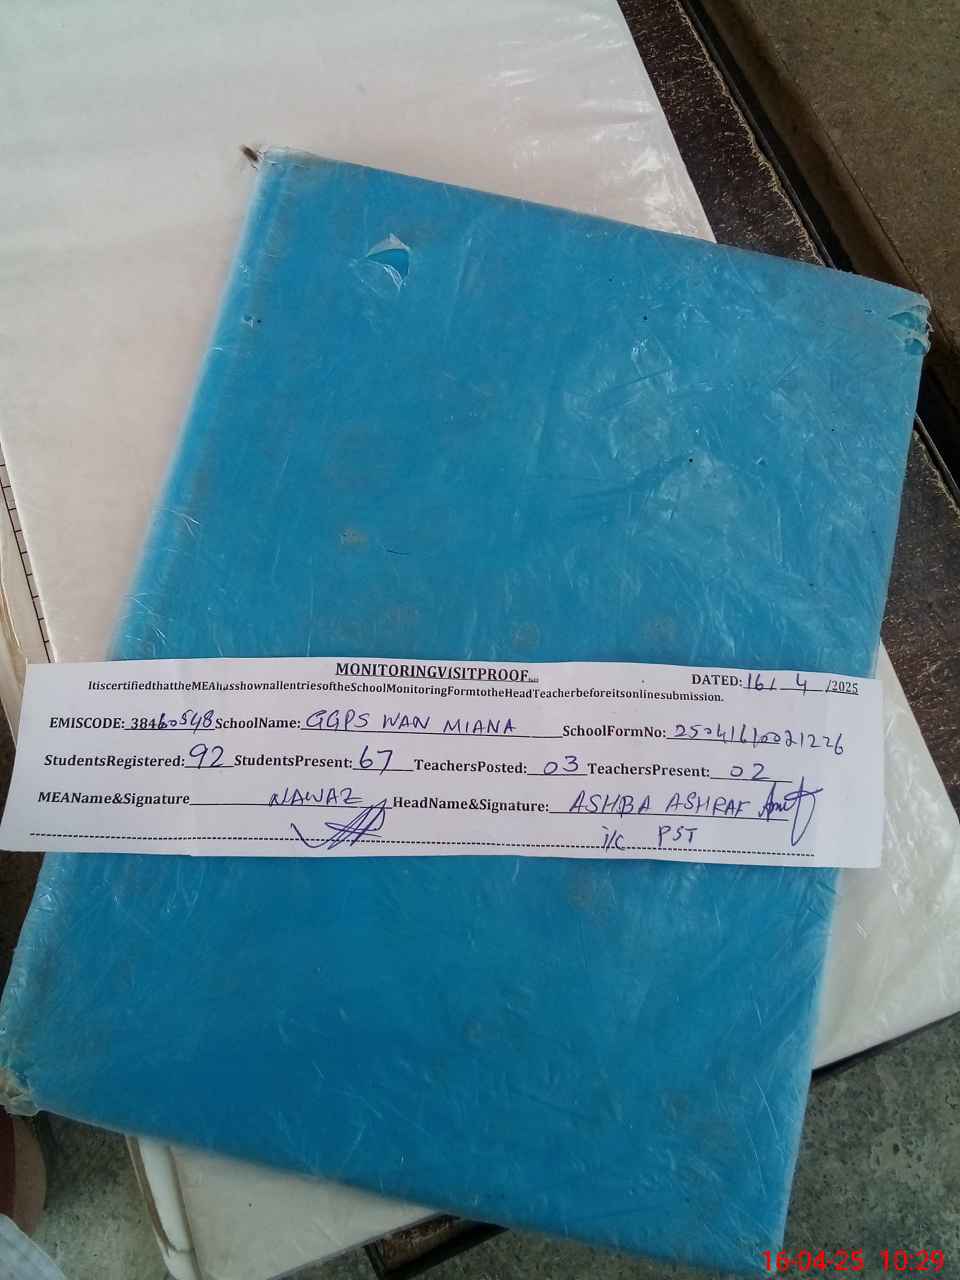 MONITORINGVISITPROOF
DATED: 16/ 4 /2025
ItiscertifiedthattheMEAhasshownallentriesoftheSchoolMonitoringFormtotheHeadTeacherbeforeitsonlinesubmission.
EMISCODE: 38460548 SchoolName: GGPS WAN MIANA SchoolFormNo: 25041610021226
StudentsRegistered: 92 StudentsPresent: 67 TeachersPosted: 03 TeachersPresent: 02
MEAName&Signature NAWAZ HeadName&Signature: ASHBA ASHRAF
i/c PST
16-04-25 10:29